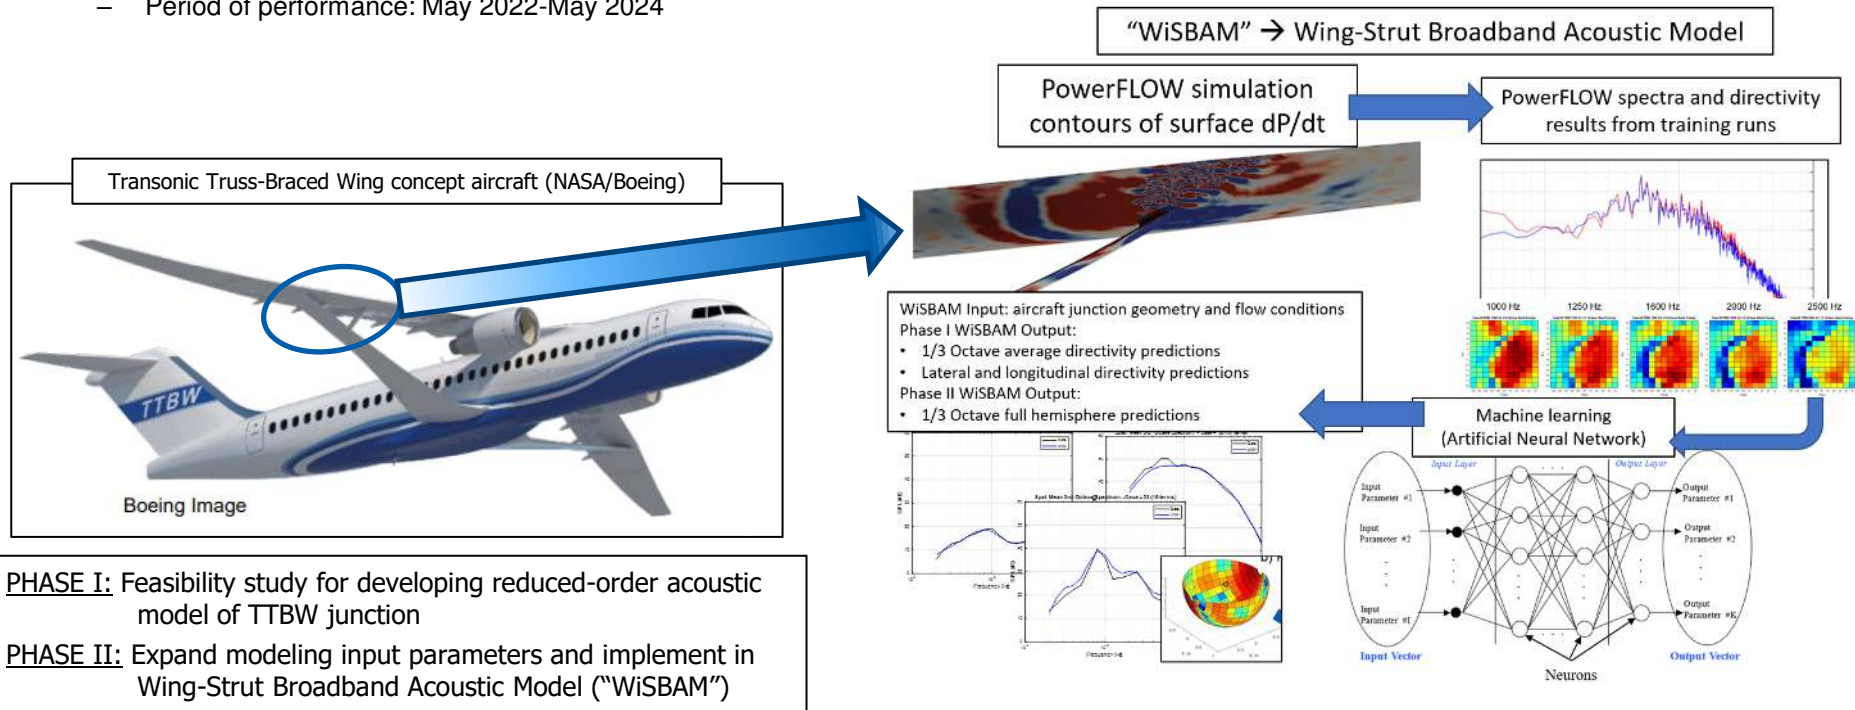 – Period of performance: May 2022-May 2024
“WiSBAM” → Wing-Strut Broadband Acoustic Model
PowerFLOW simulation
contours of surface dP/dt
PowerFLOW spectra and directivity
results from training runs
Transonic Truss-Braced Wing concept aircraft (NASA/Boeing)
TTBW
Boeing Image
1000 Hz 1250 Hz 1600 Hz 2000 Hz 2500 Hz
WiSBAM Input: aircraft junction geometry and flow conditions
Phase I WiSBAM Output:
• 1/3 Octave average directivity predictions
• Lateral and longitudinal directivity predictions
Phase II WiSBAM Output:
• 1/3 Octave full hemisphere predictions
Machine learning
(Artificial Neural Network)
Input Layer
Output Layer
Input
Parameter #1
Input
Parameter #2
Input
Parameter #I
Output
Parameter #1
Output
Parameter #2
Output
Parameter #K
Input Vector
Output Vector
Neurons
PHASE I: Feasibility study for developing reduced-order acoustic
model of TTBW junction
PHASE II: Expand modeling input parameters and implement in
Wing-Strut Broadband Acoustic Model (“WiSBAM”)